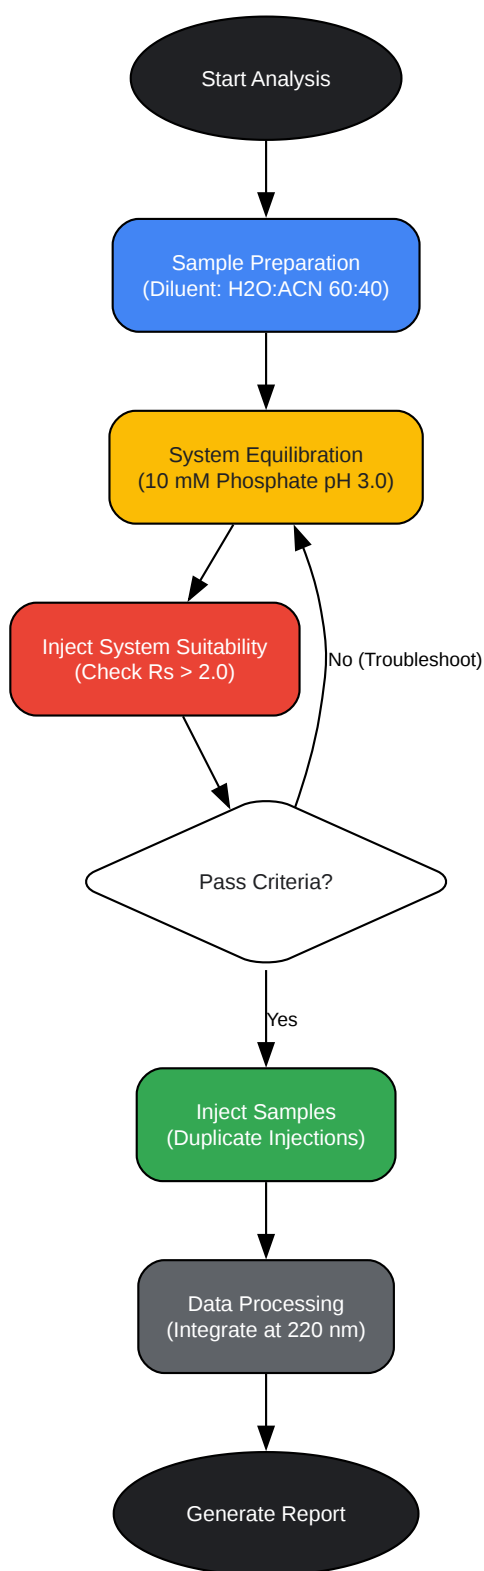 Start Analysis
Sample Preparation
(Diluent: H2O:ACN 60:40)
System Equilibration
(10 mM Phosphate pH 3.0)
Inject System Suitability
(Check Rs > 2.0)
No (Troubleshoot)
Pass Criteria?
Yes
Inject Samples
(Duplicate Injections)
Data Processing
(Integrate at 220 nm)
Generate Report